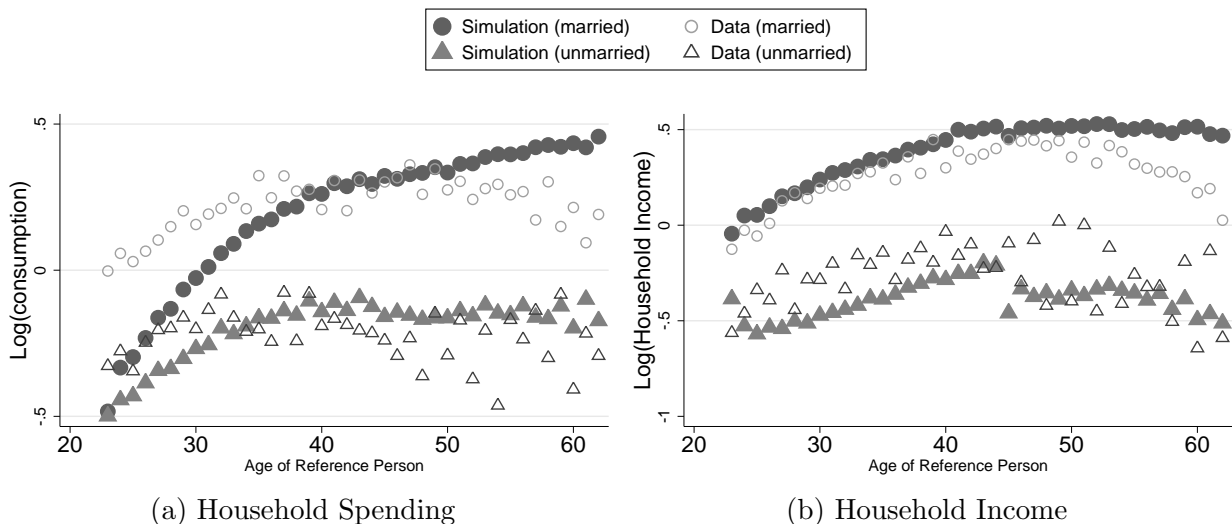 Simulation (married) Data (married)
Simulation (unmarried) Data (unmarried)
Log(consumption)
.5
0
-.5
20 30 40 50 60
Age of Reference Person
(a) Household Spending
Log(Household Income)
.5
0
-.5
-1
20 30 40 50 60
Age of Reference Person
(b) Household Income